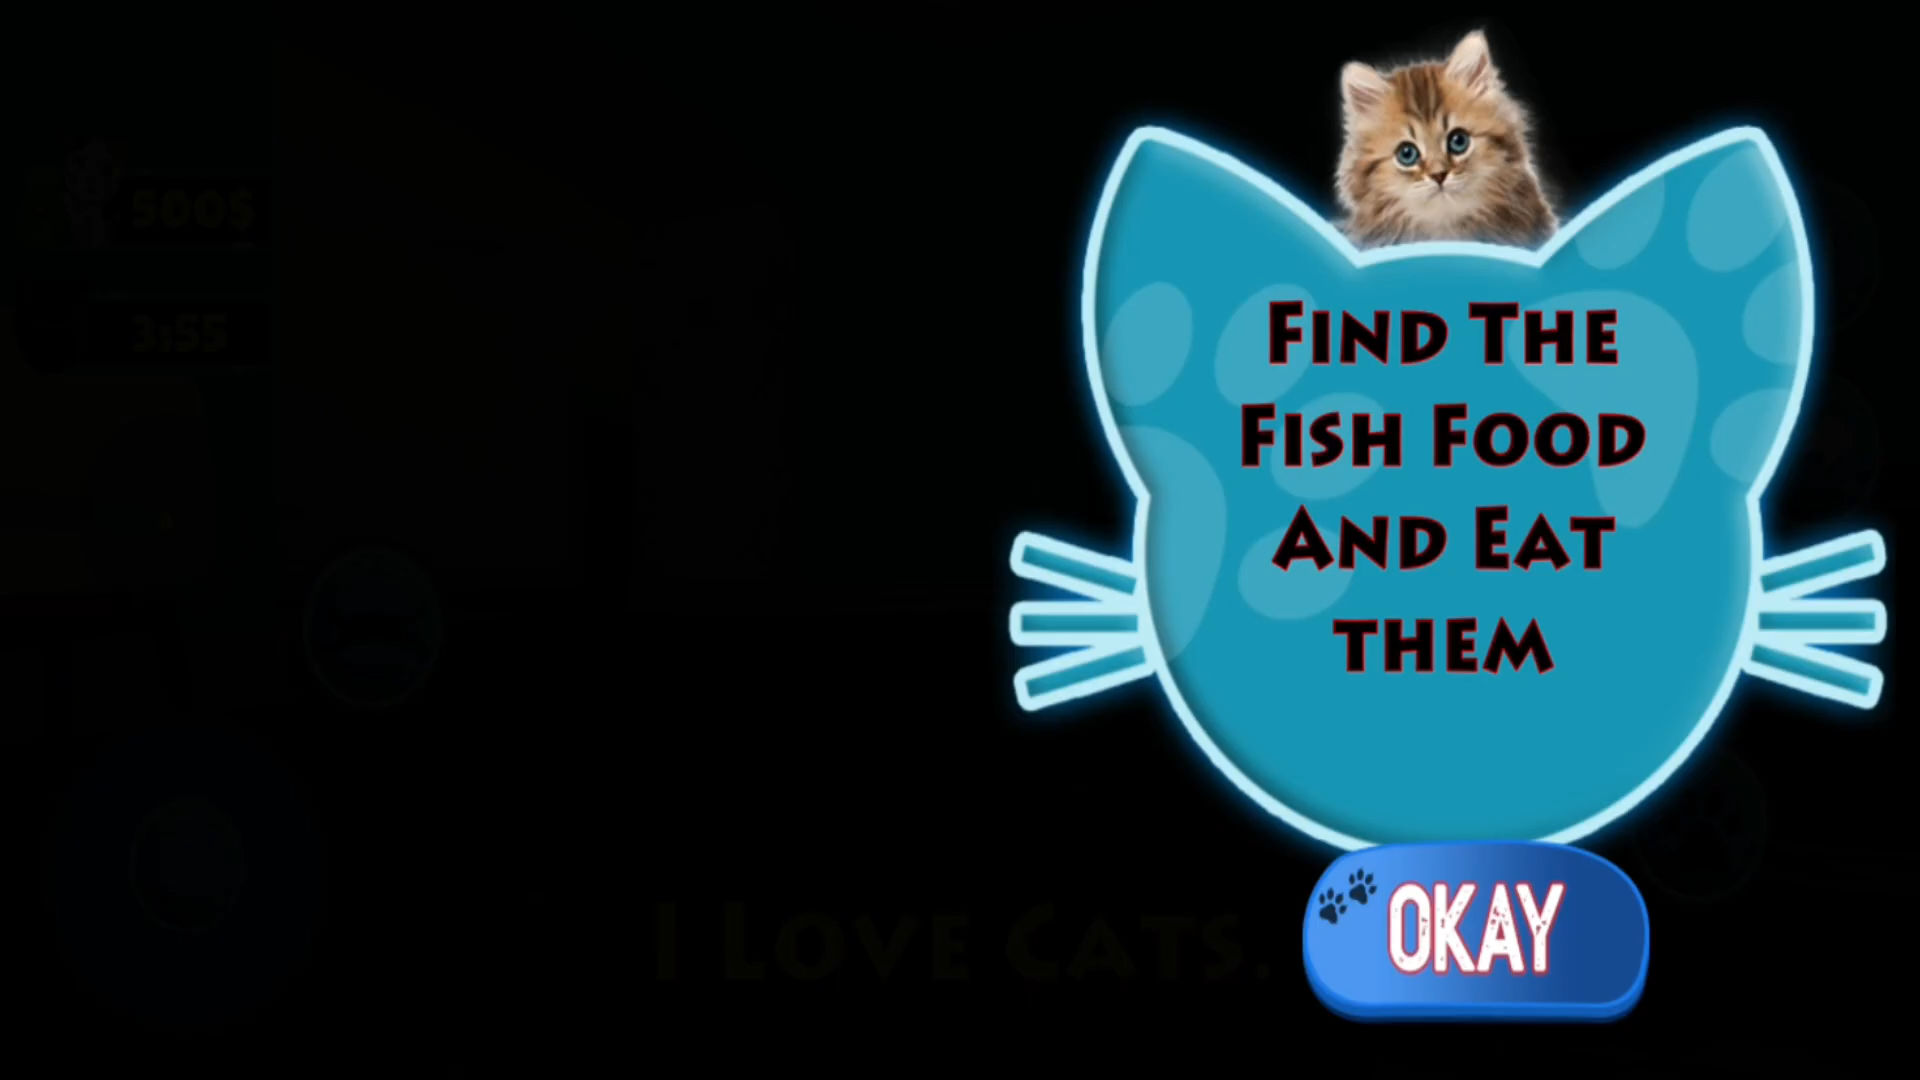 500$
3:55
FIND THE
FISH FOOD
AND EAT
THEM
I LOVE CATS.
OKAY